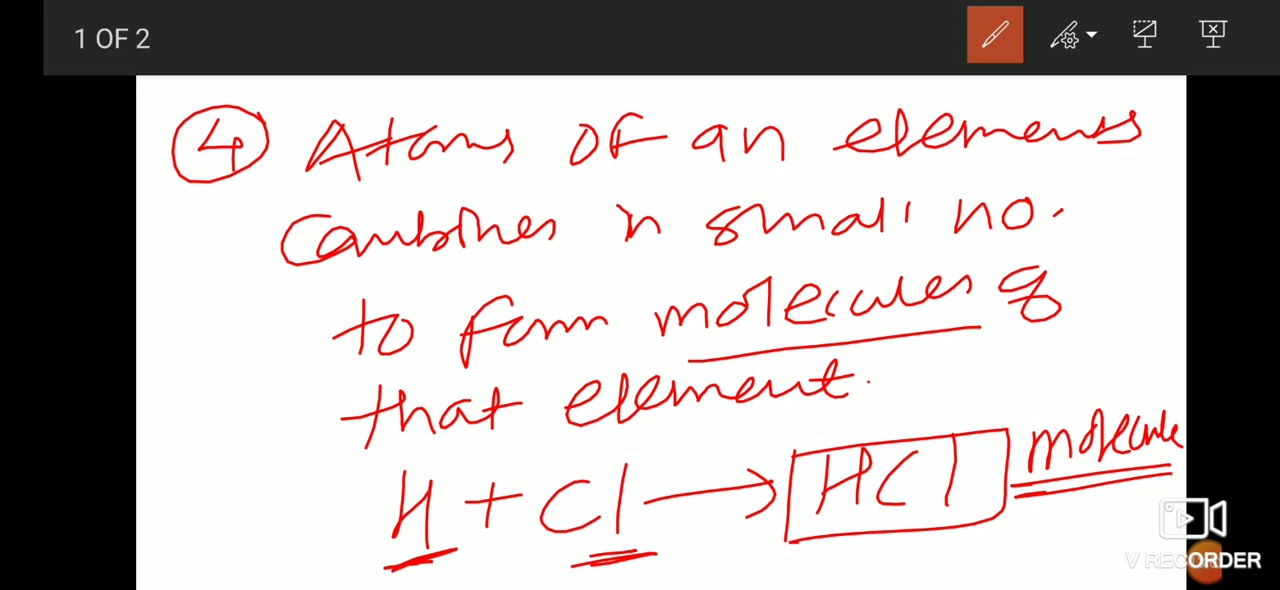 1 OF 2
4 Atoms OF an elements
Combines in small no.
to form molecules of
that element.
H + Cl → HCl molecule
V RECORDER